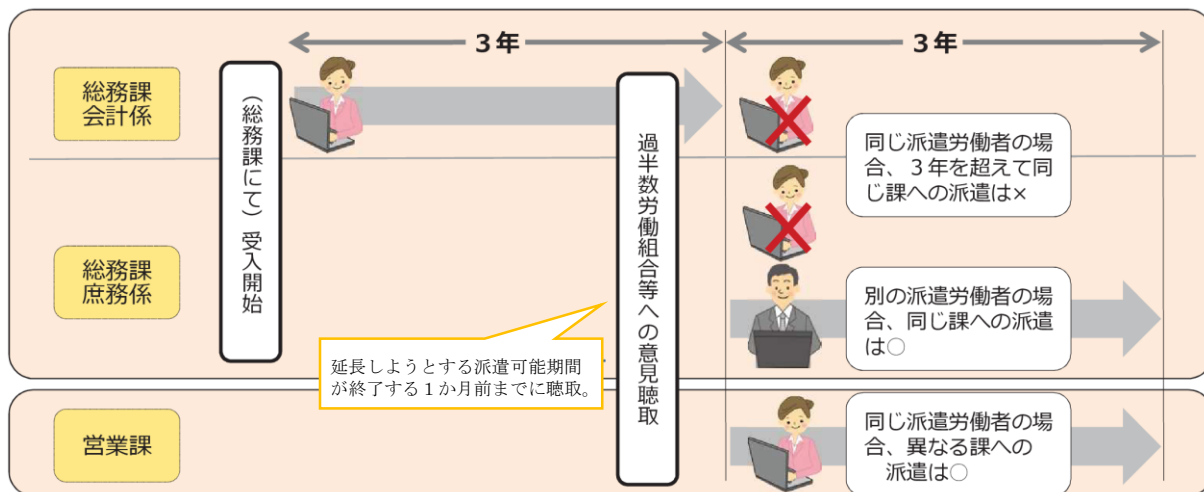 3年
3年
総務課
会計係
（総務課にて）受入開始
過半数労働組合等への意見聴取
同じ派遣労働者の場
合、３年を超えて同
じ課への派遣は×
総務課
庶務係
別の派遣労働者の場
合、同じ課への派遣
は○
延長しようとする派遣可能期間
が終了する１か月前までに聴取。
営業課
同じ派遣労働者の場
合、異なる課への
派遣は○